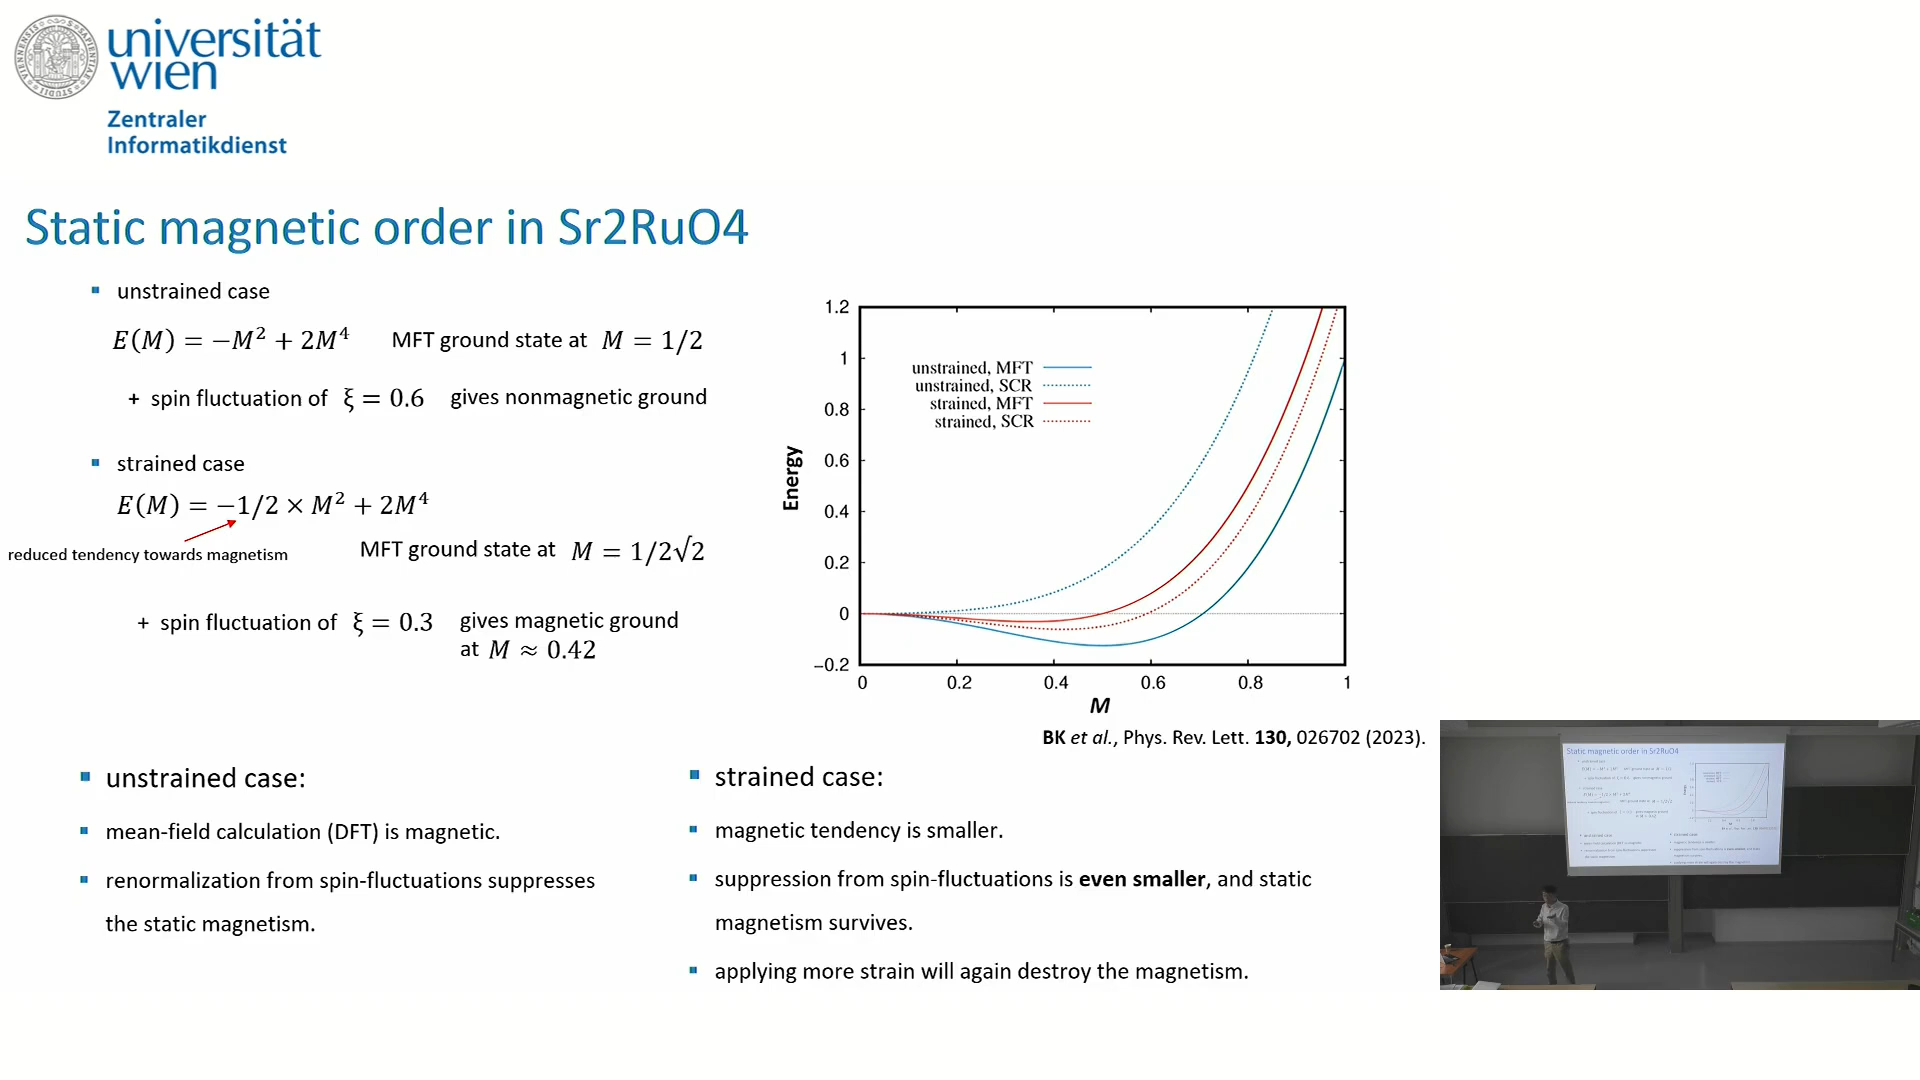 universität
wien
Zentraler
Informatikdienst
Static magnetic order in Sr2RuO4
unstrained case
E(M) = −M² + 2M⁴ MFT ground state at M = 1/2
+ spin fluctuation of ξ = 0.6 gives nonmagnetic ground
strained case
E(M) = −1/2 × M² + 2M⁴
reduced tendency towards magnetism
MFT ground state at M = 1/2√2
+ spin fluctuation of ξ = 0.3 gives magnetic ground
at M ≈ 0.42
1.2
1
0.8
0.6
0.4
0.2
0
−0.2
Energy
unstrained, MFT
unstrained, SCR
strained, MFT
strained, SCR
0 0.2 0.4 0.6 0.8 1
M
BK et al., Phys. Rev. Lett. 130, 026702 (2023).
unstrained case:
mean-field calculation (DFT) is magnetic.
renormalization from spin-fluctuations suppresses
the static magnetism.
strained case:
magnetic tendency is smaller.
suppression from spin-fluctuations is even smaller, and static
magnetism survives.
applying more strain will again destroy the magnetism.
Static magnetic order in Sr2RuO4